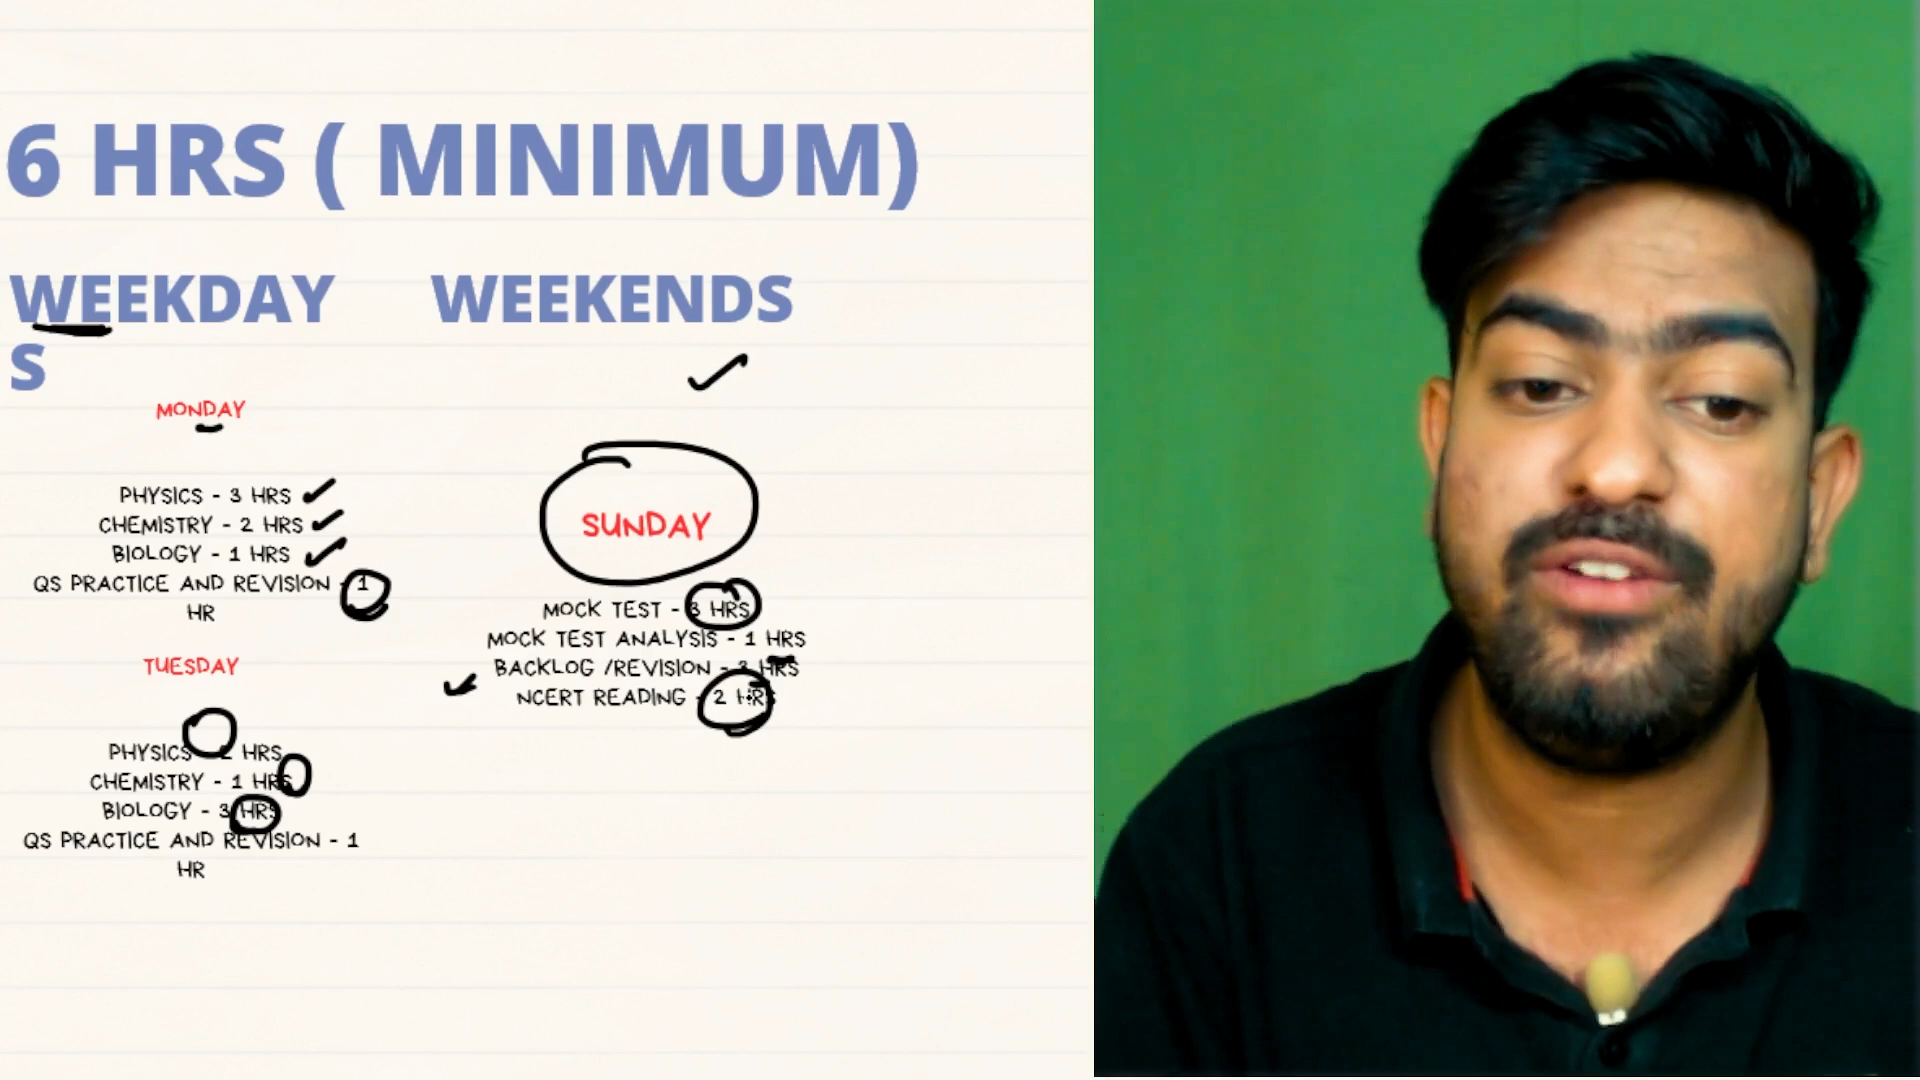 6 HRS ( MINIMUM)
WEEKDAY
S
MONDAY
PHYSICS - 3 HRS
CHEMISTRY - 2 HRS
BIOLOGY - 1 HRS
QS PRACTICE AND REVISION - 1
HR
TUESDAY
PHYSICS - 2 HRS
CHEMISTRY - 1 HRS
BIOLOGY - 3 HRS
QS PRACTICE AND REVISION - 1
HR
WEEKENDS
SUNDAY
MOCK TEST - 3 HRS
MOCK TEST ANALYSIS - 1 HRS
BACKLOG /REVISION - HRS
NCERT READING - 2 HRS